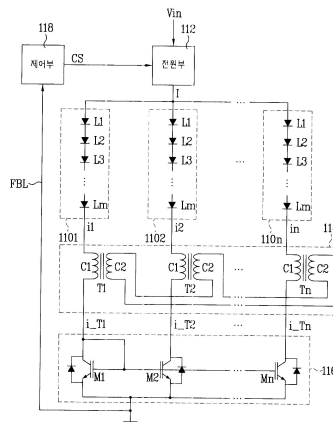 Vin
118
112
제어부
CS
전원부
I
L1 L1 ... L1
L2 L2 L2
L3 L3 ... L3
FBL
Lm Lm Lm
1101 i1 1102 i2 110n in
11
C1 C2 C1 C2 ... C1 C2
T1 T2 Tn
i_T1 i_T2 ... i_Tn
116
M1 M2 Mn